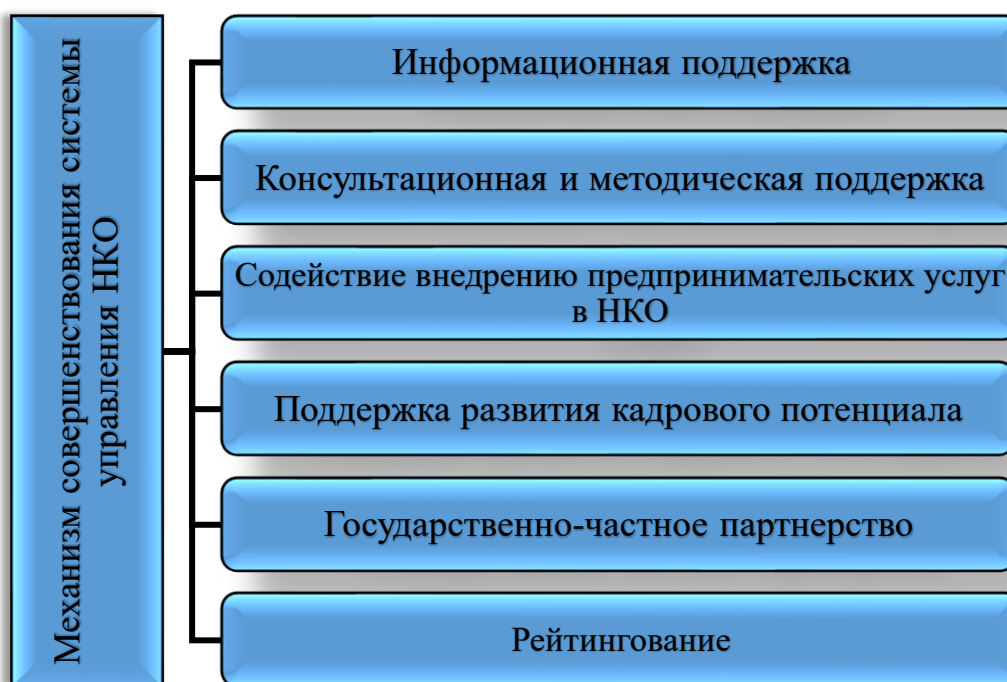 Механизм совершенствования системы
управления НКО
Информационная поддержка
Консультационная и методическая поддержка
Содействие внедрению предпринимательских услуг
в НКО
Поддержка развития кадрового потенциала
Государственно-частное партнерство
Рейтингование